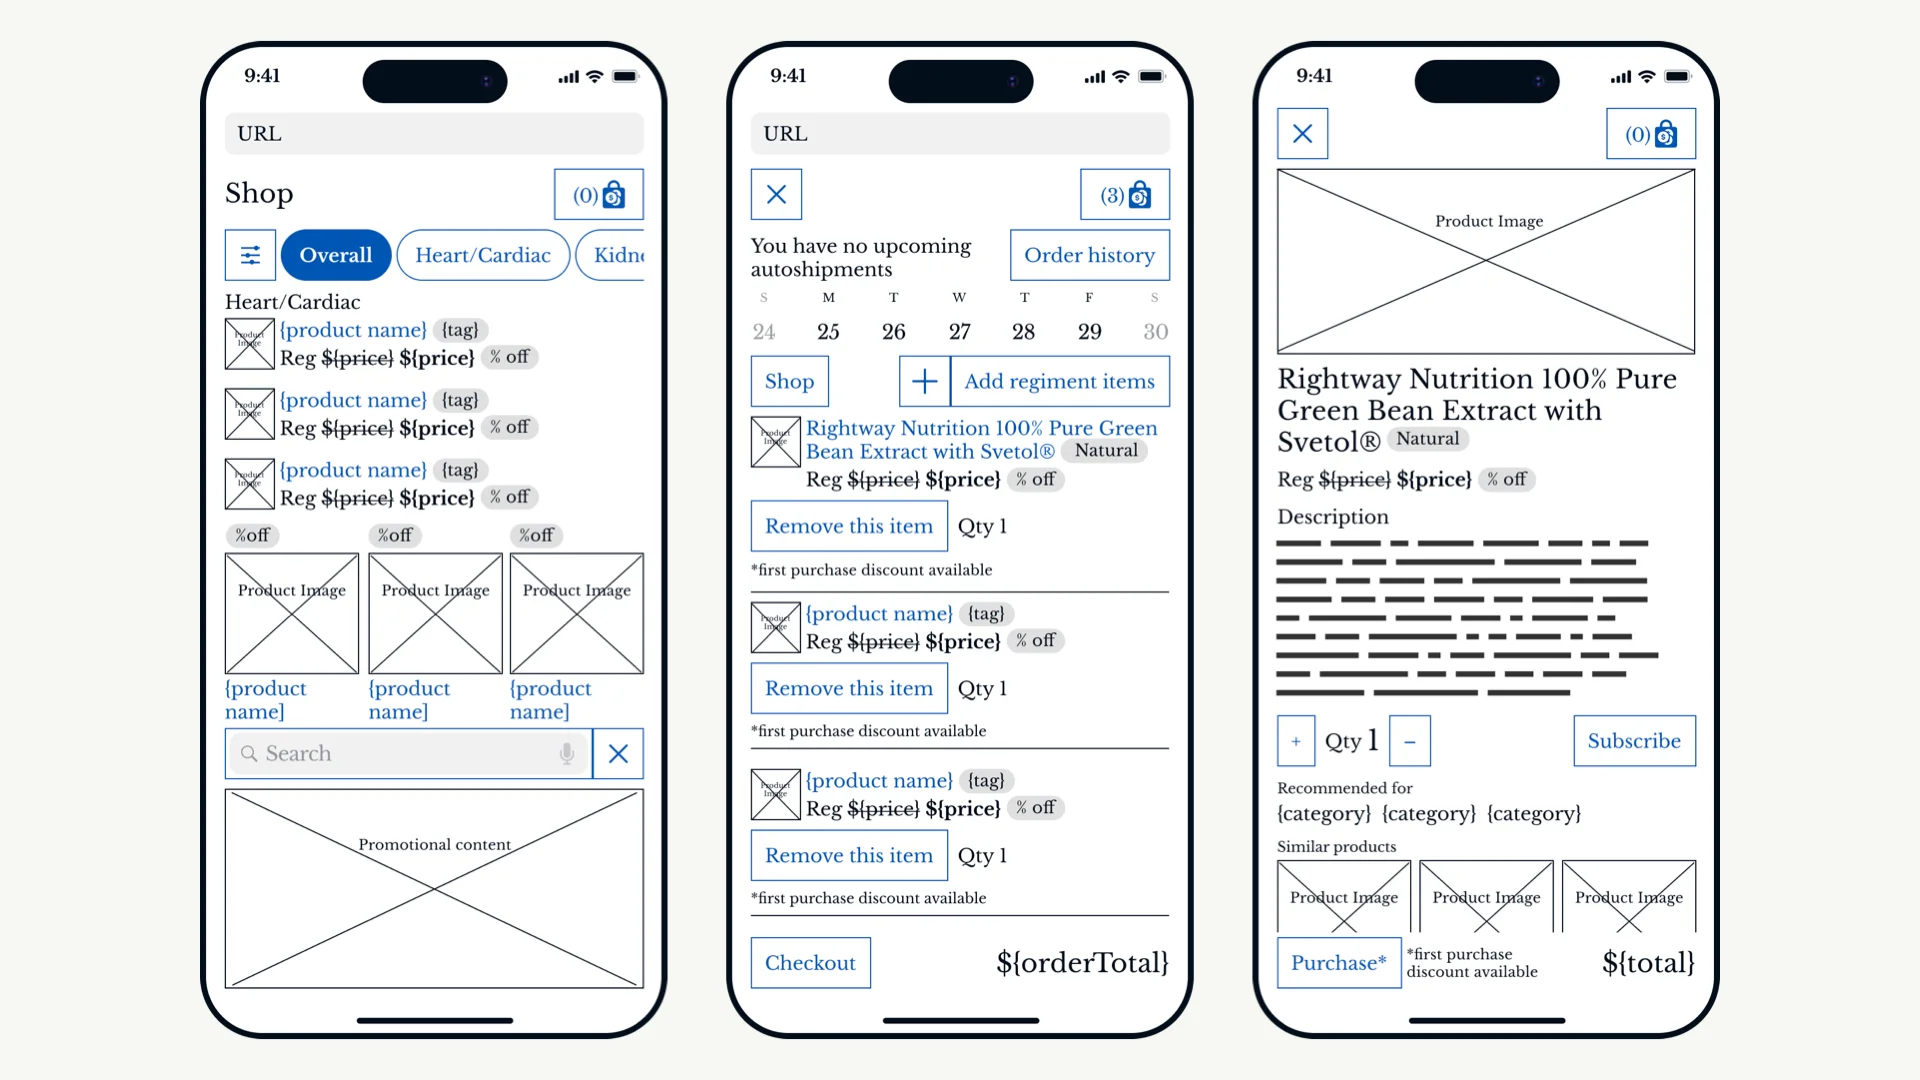 9:41
URL
Shop
(0)
Overall
Heart/Cardiac
Kidne
Heart/Cardiac
Product Image
{product name} {tag}
Reg ${price} ${price} % off
Product Image
{product name} {tag}
Reg ${price} ${price} % off
Product Image
{product name} {tag}
Reg ${price} ${price} % off
%off %off %off
Product Image Product Image Product Image
{product {product {product
name] name] name]
Search
Promotional content
9:41
URL
(3)
You have no upcoming
autoshipments
Order history
S M T W T F S
24 25 26 27 28 29 30
Shop
Add regiment items
Product Image
Rightway Nutrition 100% Pure Green
Bean Extract with Svetol® Natural
Reg ${price} ${price} % off
Remove this item Qty 1
*first purchase discount available
Product Image
{product name} {tag}
Reg ${price} ${price} % off
Remove this item Qty 1
*first purchase discount available
Product Image
{product name} {tag}
Reg ${price} ${price} % off
Remove this item Qty 1
*first purchase discount available
Checkout ${orderTotal}
9:41
(0)
Product Image
Rightway Nutrition 100% Pure
Green Bean Extract with
Svetol® Natural
Reg ${price} ${price} % off
Description
+ Qty 1 – Subscribe
Recommended for
{category} {category} {category}
Similar products
Product Image Product Image Product Image
Purchase*
*first purchase
discount available
${total}